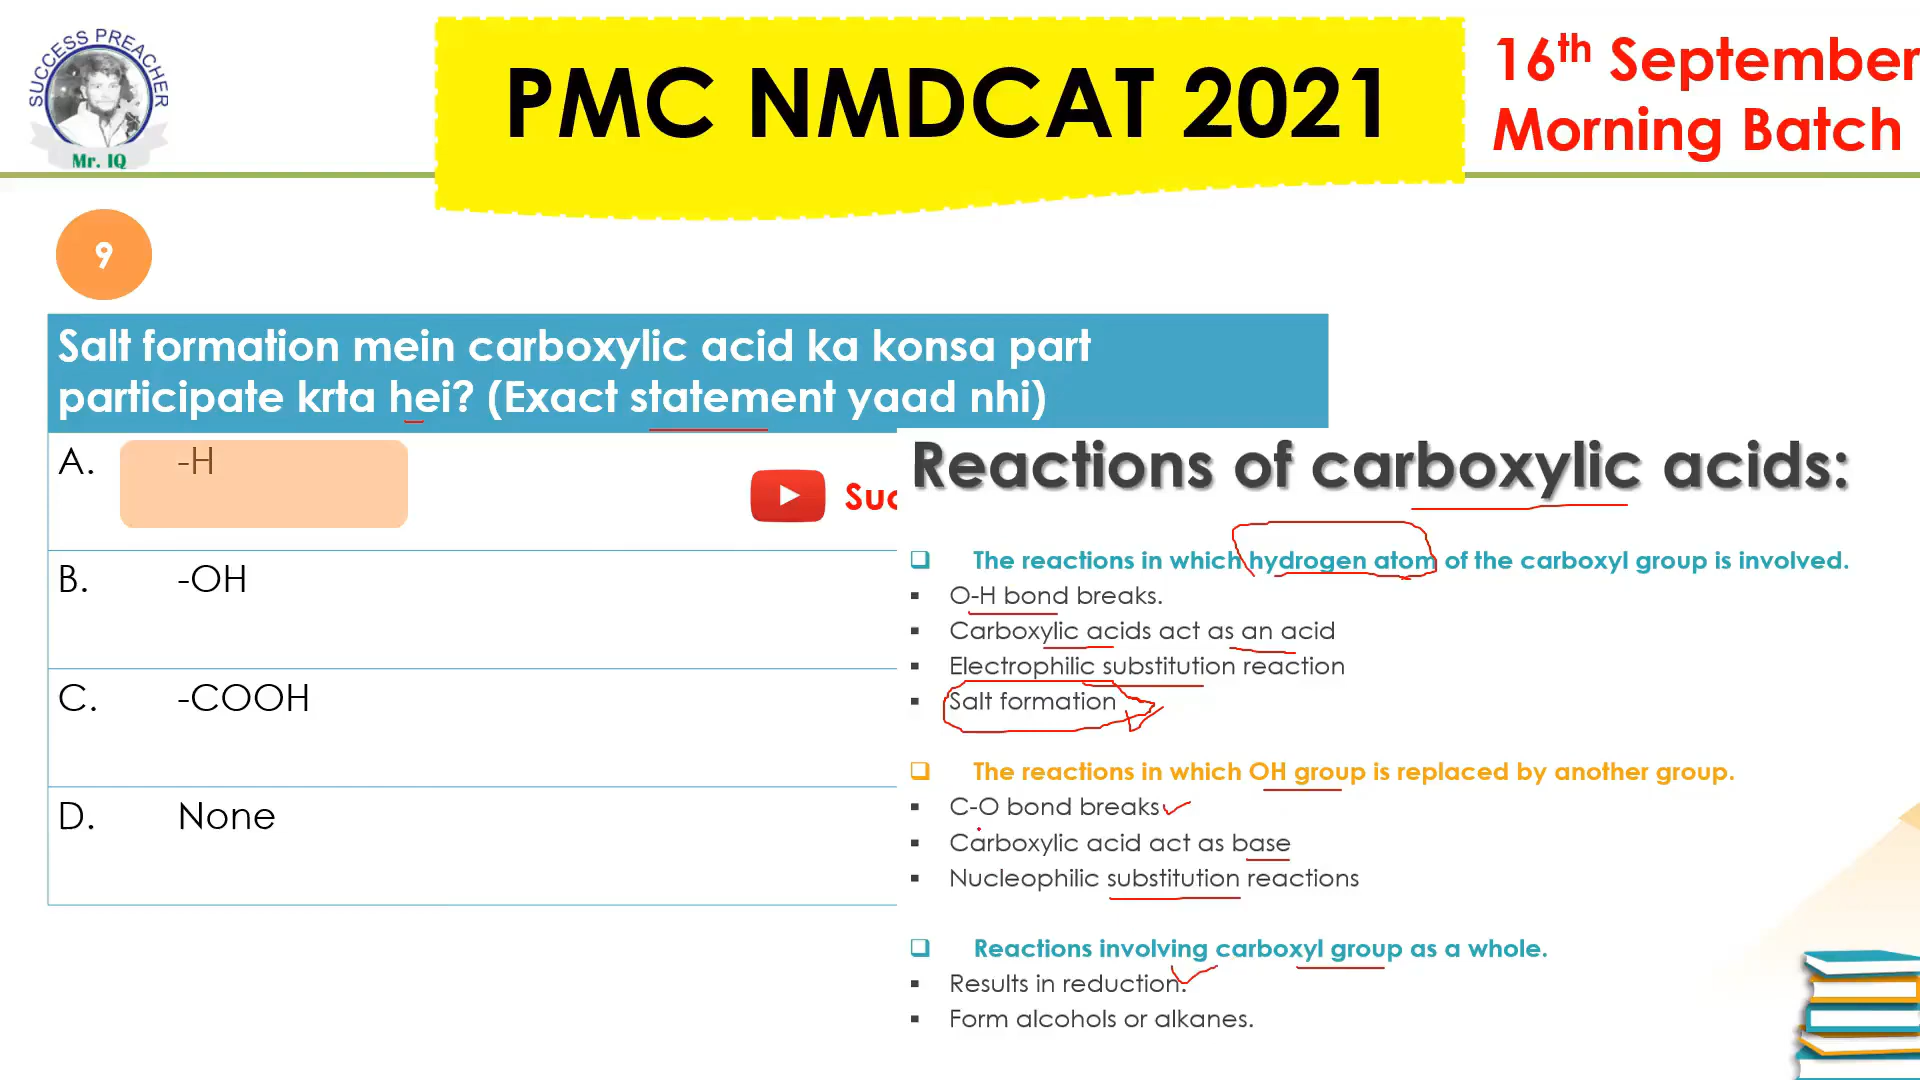 SUCCESS PREACHER
Mr. IQ
PMC NMDCAT 2021
16th September
Morning Batch
9
Salt formation mein carboxylic acid ka konsa part
participate krta hei? (Exact statement yaad nhi)
A. -H
B. -OH
C. -COOH
D. None
Suc
Reactions of carboxylic acids:
The reactions in which hydrogen atom of the carboxyl group is involved.
O-H bond breaks.
Carboxylic acids act as an acid
Electrophilic substitution reaction
Salt formation
The reactions in which OH group is replaced by another group.
C-O bond breaks
Carboxylic acid act as base
Nucleophilic substitution reactions
Reactions involving carboxyl group as a whole.
Results in reduction.
Form alcohols or alkanes.